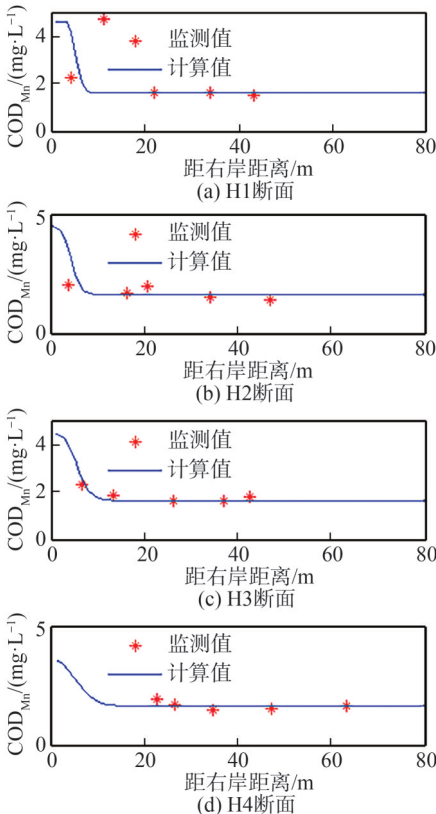 COD_Mn/(mg·L⁻¹)
4
2
0
监测值
计算值
0 20 40 60 80
距右岸距离/m
(a) H1断面
COD_Mn/(mg·L⁻¹)
5
0
监测值
计算值
0 20 40 60 80
距右岸距离/m
(b) H2断面
COD_Mn/(mg·L⁻¹)
4
2
0
监测值
计算值
0 20 40 60 80
距右岸距离/m
(c) H3断面
COD_Mn/(mg·L⁻¹)
5
0
监测值
计算值
0 20 40 60 80
距右岸距离/m
(d) H4断面